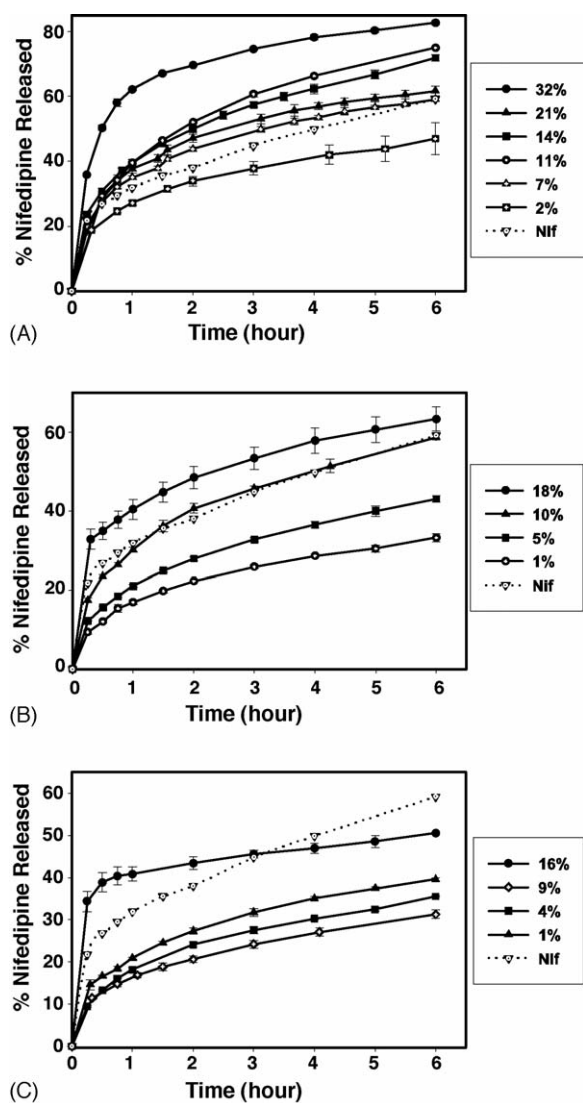 % Nifedipine Released
80
60
40
20
0
0 1 2 3 4 5 6
Time (hour)
(A)
32%
21%
14%
11%
7%
2%
NIf
% Nifedipine Released
60
40
20
0
0 1 2 3 4 5 6
Time (hour)
(B)
18%
10%
5%
1%
Nif
% Nifedipine Released
60
50
40
30
20
10
0
0 1 2 3 4 5 6
Time (hour)
(C)
16%
9%
4%
1%
NIf